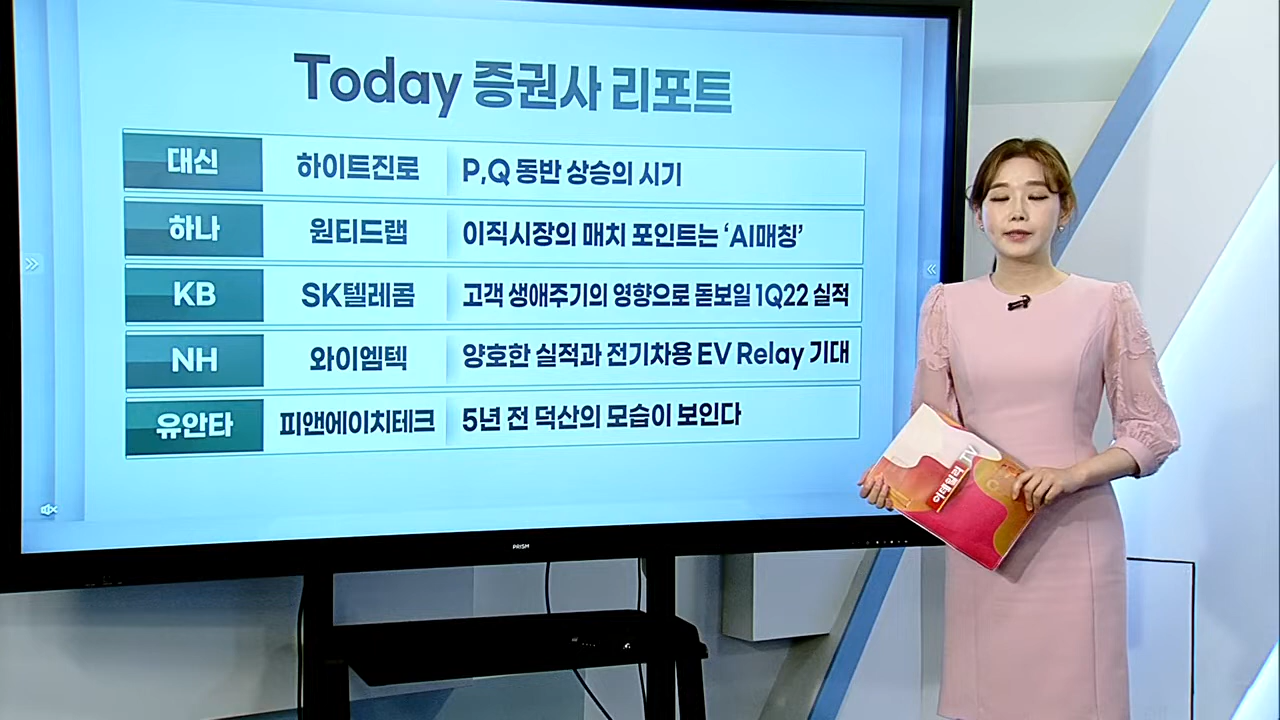 Today 증권사 리포트
대신 하이트진로 P,Q 동반 상승의 시기
하나 원티드랩 이직시장의 매치 포인트는 ‘AI매칭’
KB SK텔레콤 고객 생애주기의 영향으로 돋보일 1Q22 실적
NH 와이엠텍 양호한 실적과 전기차용 EV Relay 기대
유안타 피앤에이치테크 5년 전 덕산의 모습이 보인다
이데일리 TV
PRISM